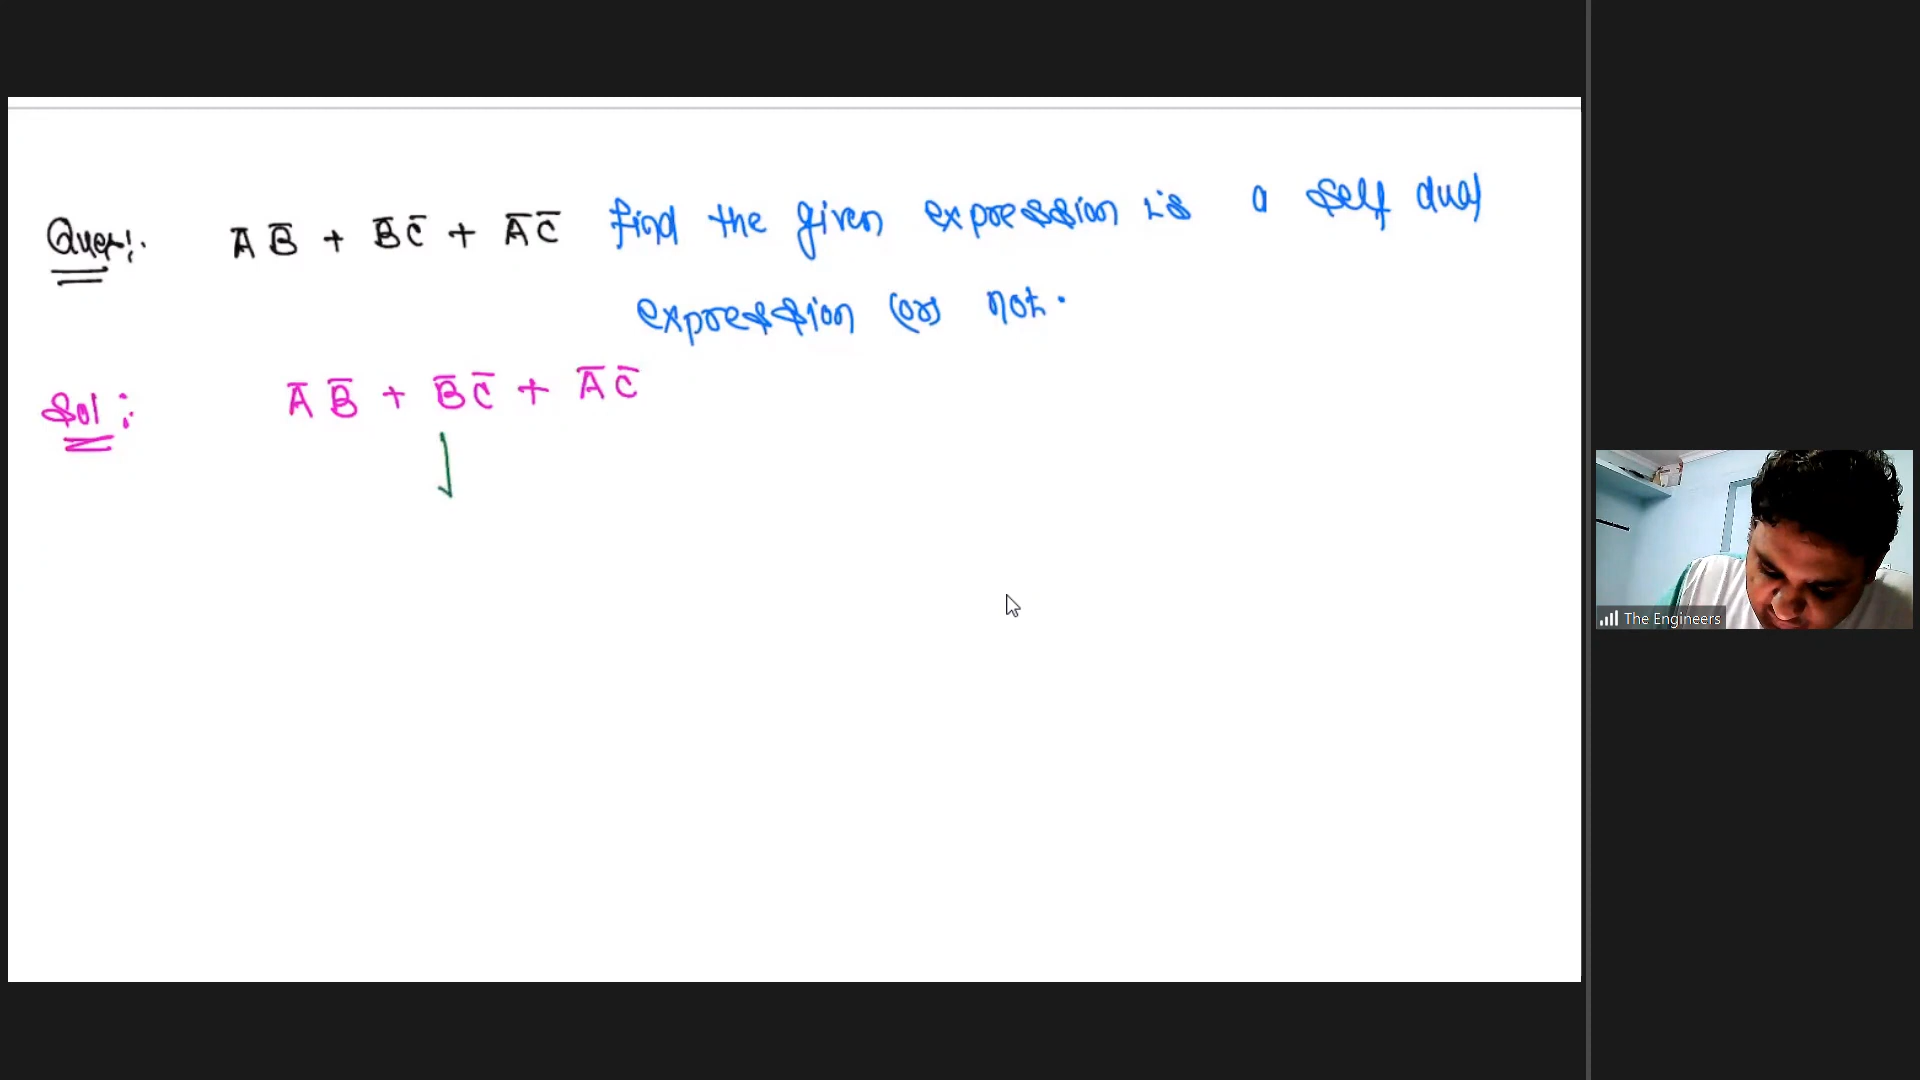 Ques:. A̅ B̅ + B̅ C̅ + A̅ C̅ find the given expression is a self dual
expression (or) not.
Sol: A̅ B̅ + B̅ C̅ + A̅ C̅
The Engineers